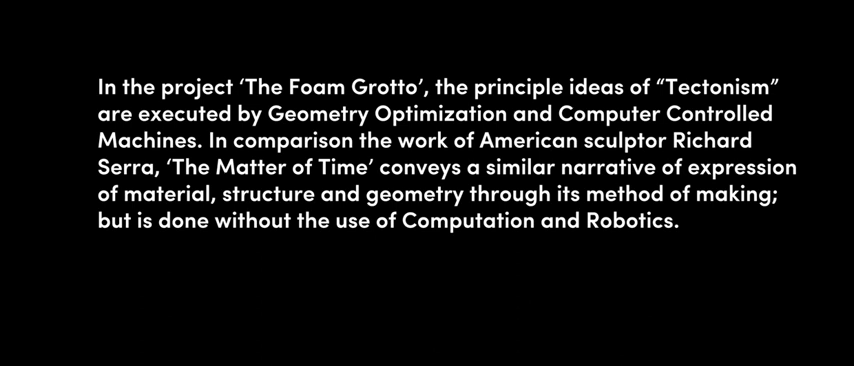 In the project ‘The Foam Grotto’, the principle ideas of “Tectonism”
are executed by Geometry Optimization and Computer Controlled
Machines. In comparison the work of American sculptor Richard
Serra, ‘The Matter of Time’ conveys a similar narrative of expression
of material, structure and geometry through its method of making;
but is done without the use of Computation and Robotics.